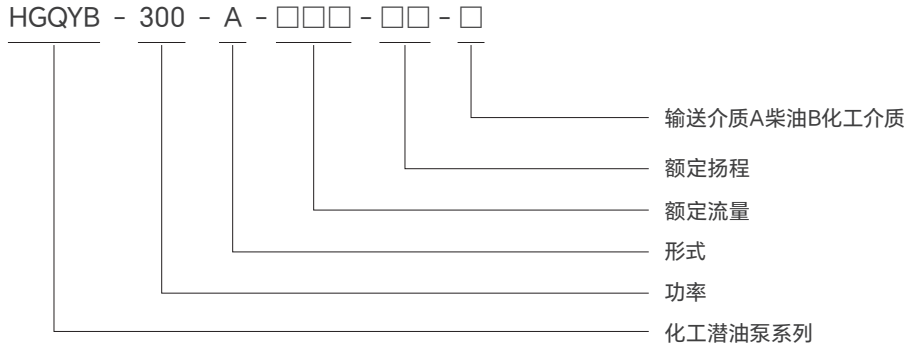 HGQYB - 300 - A - □□□ - □□ - □
输送介质A柴油B化工介质
额定扬程
额定流量
形式
功率
化工潜油泵系列